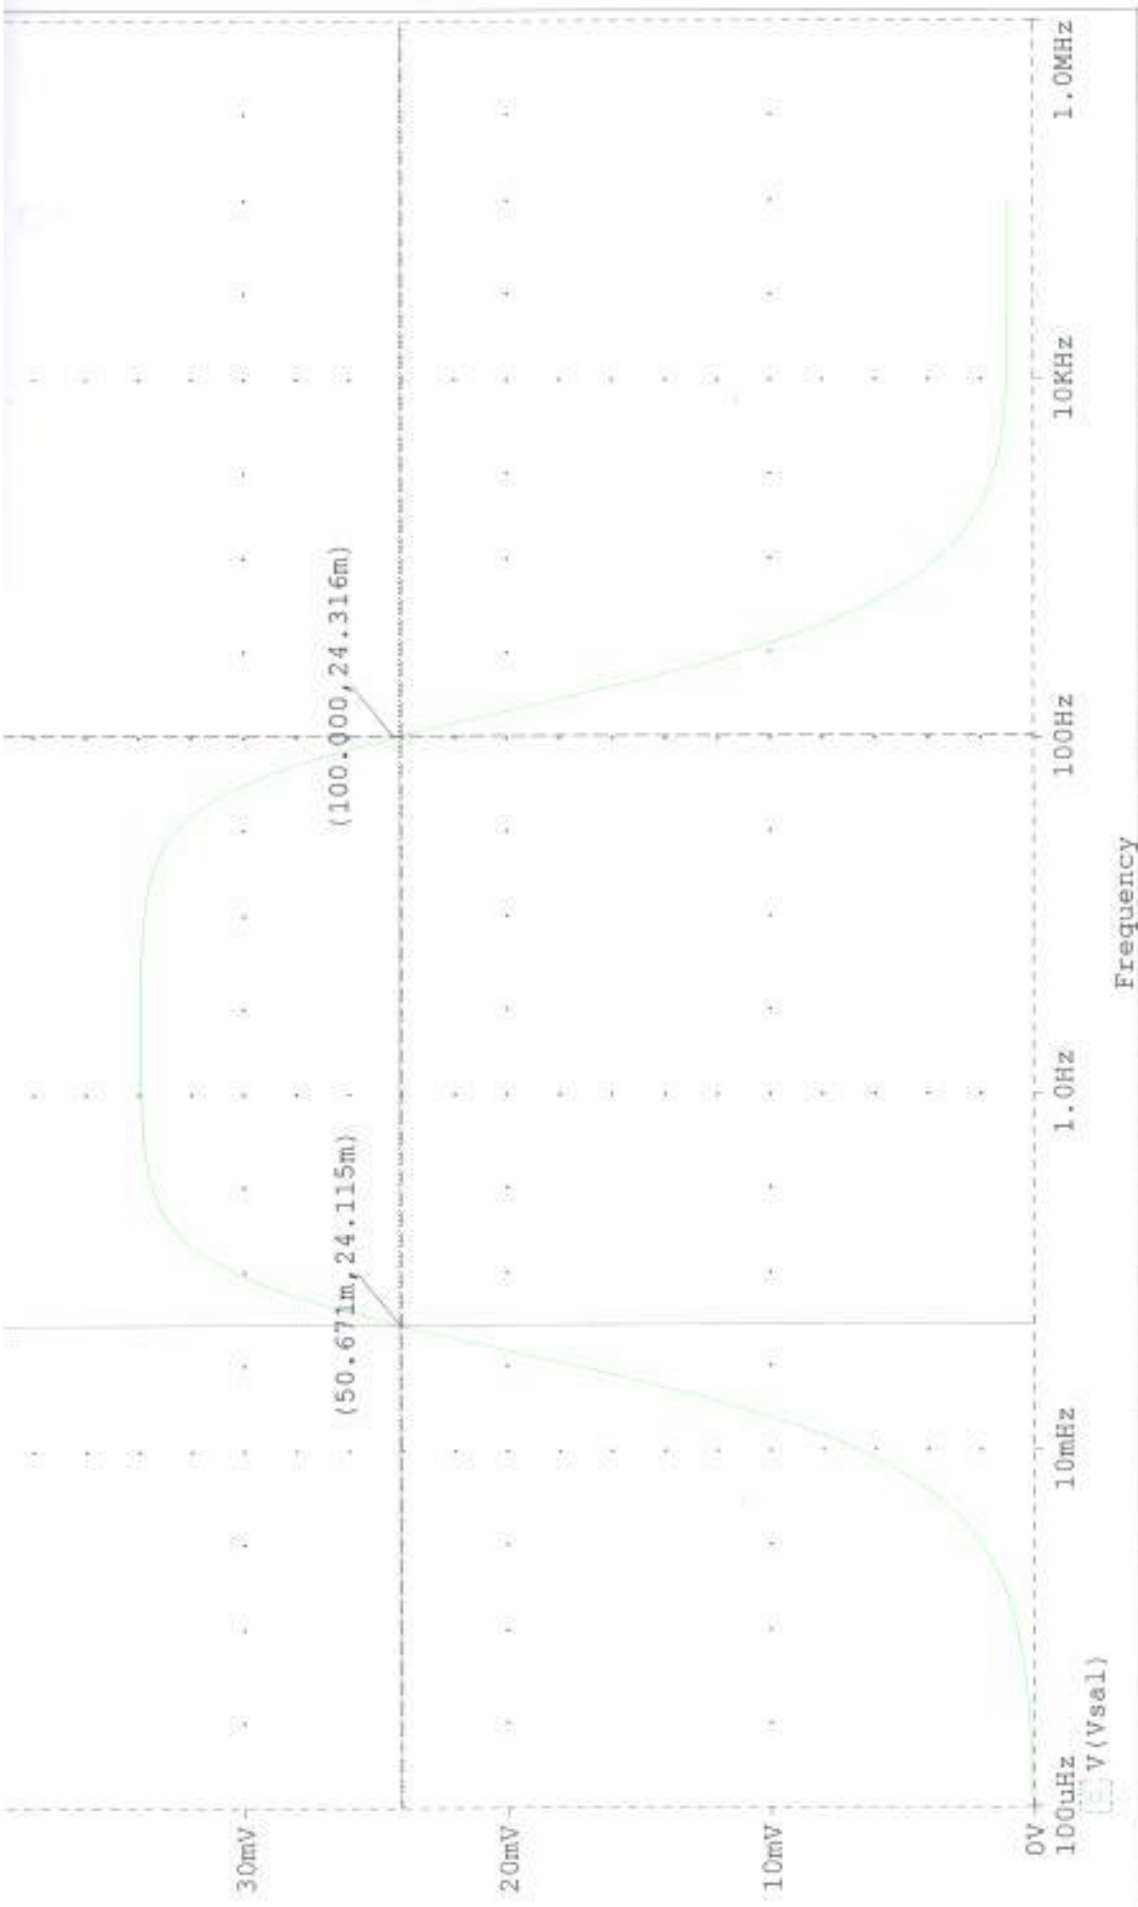 30mV
20mV
10mV
0V
(50.671m,24.115m)
(100.000,24.316m)
100uHz
10mHz
1.0Hz
100Hz
10KHz
1.0MHz
V(Vsal)
Frequency